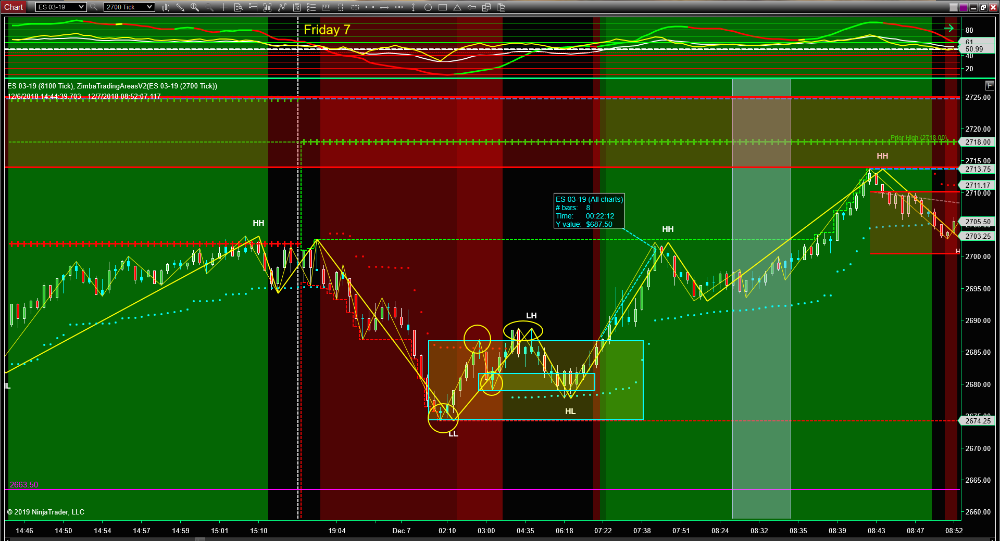 Chart
ES 03-19
2700 Tick
Friday 7
80
61
50.99
40
20
ES 03-19 (8100 Tick), ZimbaTradingAreasV2(ES 03-19 (2700 Tick))
12/6/2018 14:44:39.703 - 12/7/2018 08:52:07.117
F
2725.00
2720.00
Prior High (2718.00)
2718.00
HH
2715.00
2713.75
2711.17
2710.00
ES 03-19 (All charts)
# bars: 8
Time: 00:22:12
Y value: $687.50
HH
HH
2705.50
2703.25
2700.00
2695.00
LH
2690.00
2685.00
2680.00
HL
2674.25
LL
2670.00
2665.00
2663.50
2660.00
© 2019 NinjaTrader, LLC
14:46 14:50 14:54 14:57 14:59 15:01 15:10 19:04 Dec 7 02:10 03:00 04:35 06:18 07:22 07:38 07:51 08:24 08:32 08:35 08:39 08:43 08:47 08:52